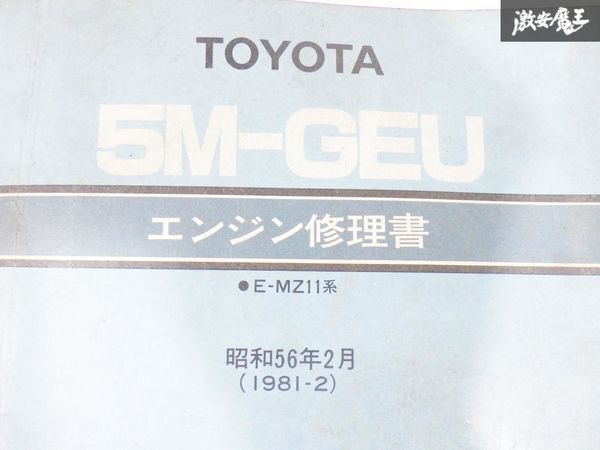 激安魔王
TOYOTA
5M-GEU
エンジン修理書
●E-MZ11系
昭和56年2月
(1981-2)